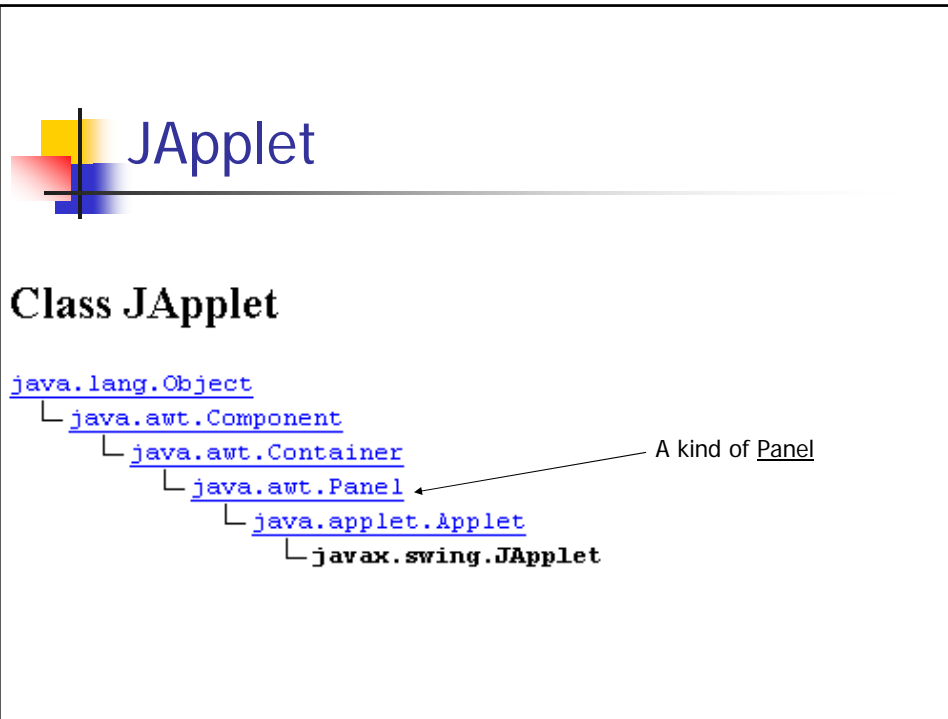 JApplet
Class JApplet
java.lang.Object
java.awt.Component
java.awt.Container
A kind of Panel
java.awt.Panel
java.applet.Applet
javax.swing.JApplet